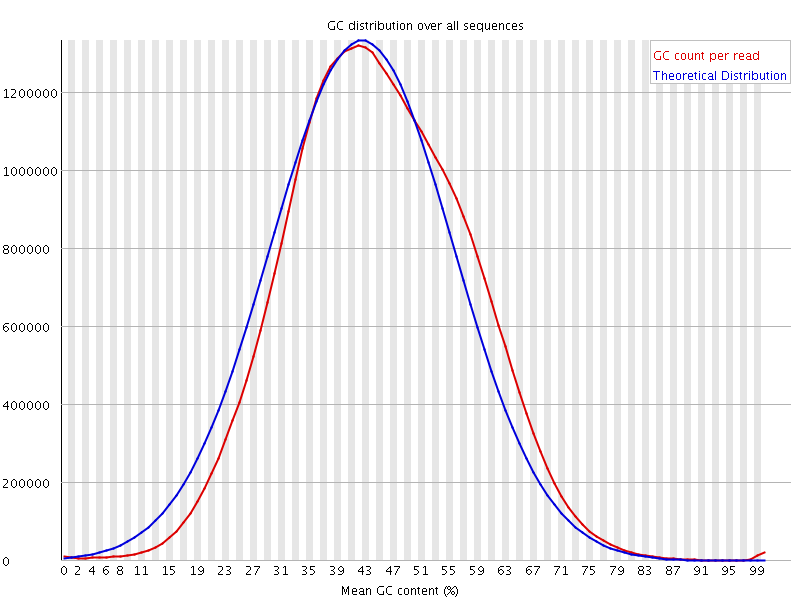 GC distribution over all sequences
GC count per read
Theoretical Distribution
1200000
1000000
800000
600000
400000
200000
0
0 2 4 6 8 11 15 19 23 27 31 35 39 43 47 51 55 59 63 67 71 75 79 83 87 91 95 99
Mean GC content (%)